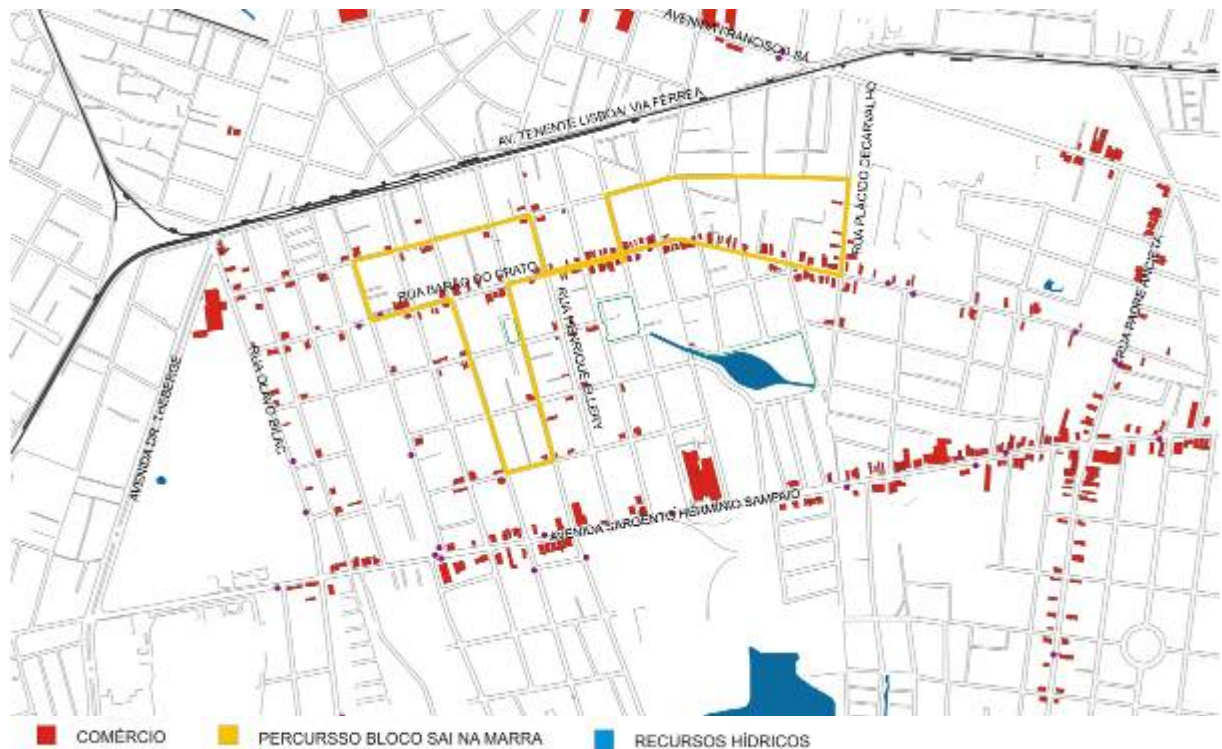 AVENIDA FRANCISCO SÁ
AV. TENENTE LISBOA/ VIA FÉRREA
RUA PLÁCIDO DECARVALHO
RUA BARÃO DO CRATO
RUA HENRIQUE ELLERY
RUA PADRE ANCHIETA
RUA OLAVO BILAC
AVENIDA DR. THEBERGE
AVENIDA SARGENTO HERMÍNIO SAMPAIO
COMÉRCIO
PERCURSSO BLOCO SAI NA MARRA
RECURSOS HÍDRICOS